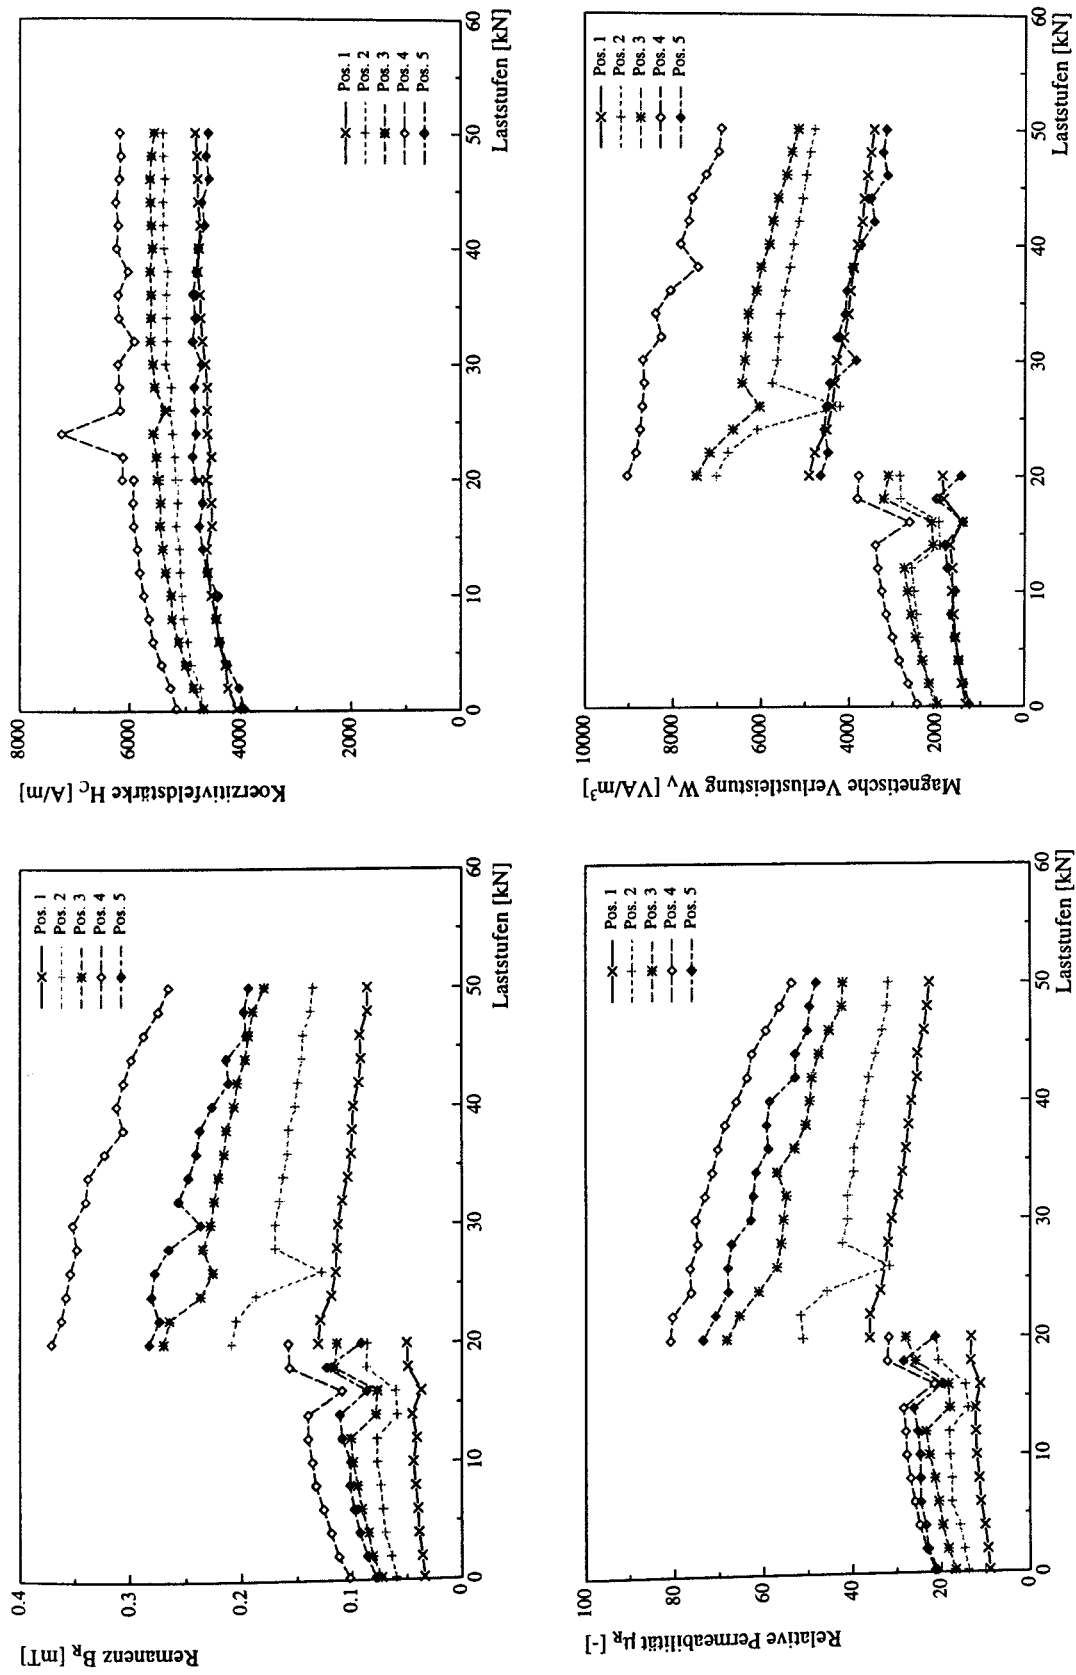 Remanenz B_R [mT]
0.4
0.3
0.2
0.1
0
0
10
20
30
40
50
60
Laststufen [kN]
Pos. 1
Pos. 2
Pos. 3
Pos. 4
Pos. 5
Koerzitivfeldstärke H_C [A/m]
8000
6000
4000
2000
0
0
10
20
30
40
50
60
Laststufen [kN]
Pos. 1
Pos. 2
Pos. 3
Pos. 4
Pos. 5
Relative Permeabilität µ_R [-]
100
80
60
40
20
0
0
10
20
30
40
50
60
Laststufen [kN]
Pos. 1
Pos. 2
Pos. 3
Pos. 4
Pos. 5
Magnetische Verlustleistung W_V [VA/m³]
10000
8000
6000
4000
2000
0
0
10
20
30
40
50
60
Laststufen [kN]
Pos. 1
Pos. 2
Pos. 3
Pos. 4
Pos. 5